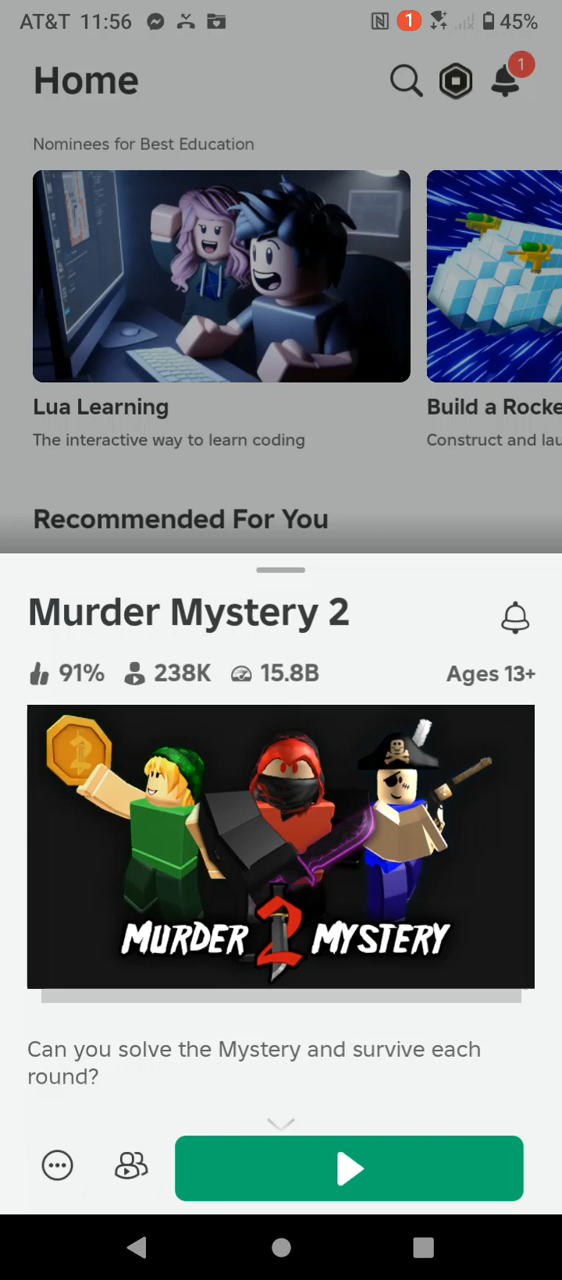 AT&T 11:56
1
45%
Home
1
Nominees for Best Education
Lua Learning
Build a Rocke
The interactive way to learn coding
Construct and lau
Recommended For You
Murder Mystery 2
91% 238K 15.8B Ages 13+
2
MURDER 2 MYSTERY
Can you solve the Mystery and survive each
round?